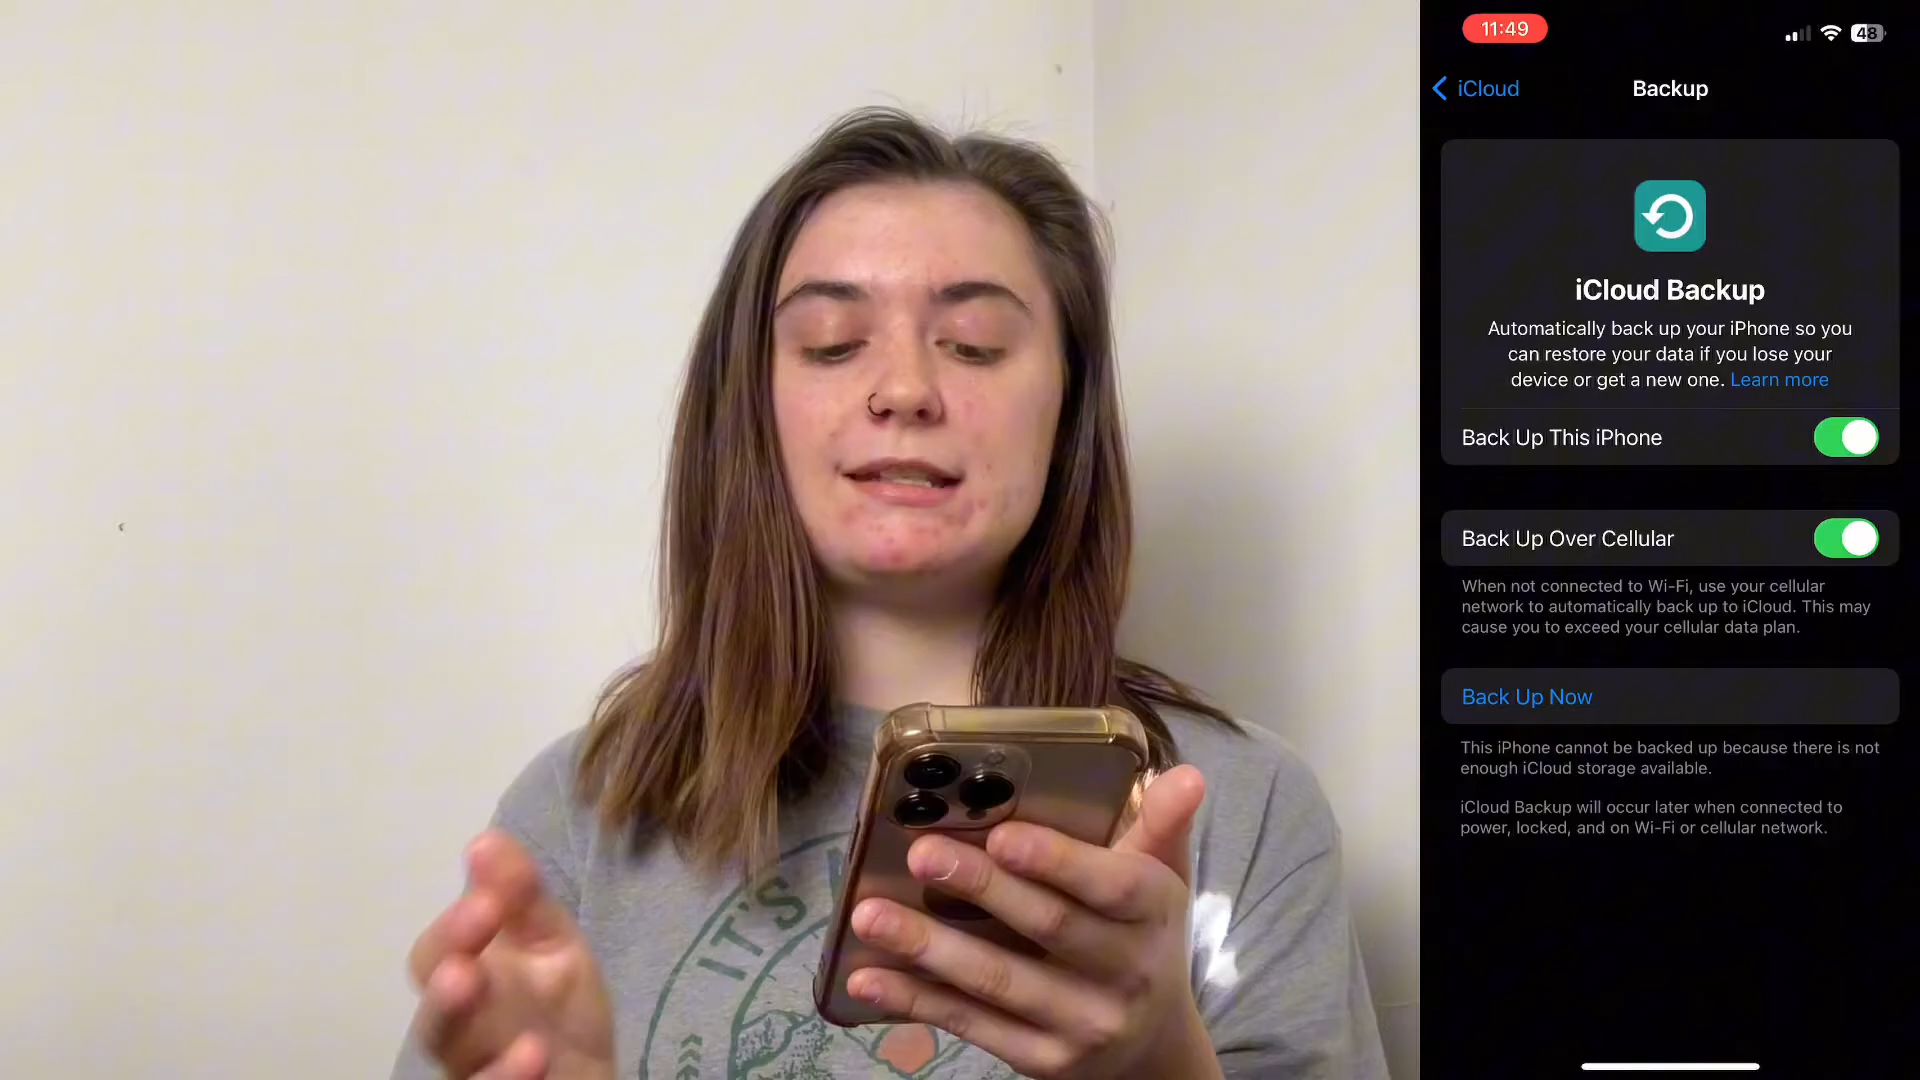 IT'S
11:49
48
iCloud
Backup
iCloud Backup
Automatically back up your iPhone so you
can restore your data if you lose your
device or get a new one. Learn more
Back Up This iPhone
Back Up Over Cellular
When not connected to Wi-Fi, use your cellular
network to automatically back up to iCloud. This may
cause you to exceed your cellular data plan.
Back Up Now
This iPhone cannot be backed up because there is not
enough iCloud storage available.
iCloud Backup will occur later when connected to
power, locked, and on Wi-Fi or cellular network.